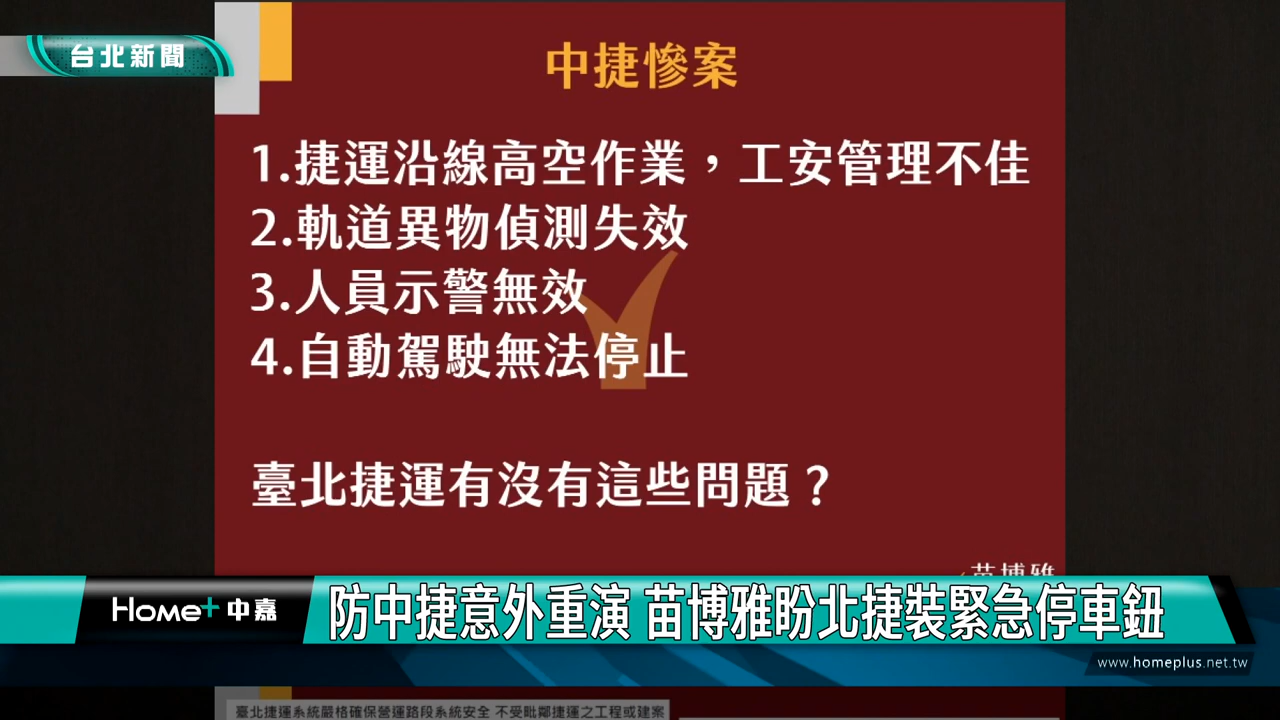 台北新聞
中捷慘案
1.捷運沿線高空作業，工安管理不佳
2.軌道異物偵測失效
3.人員示警無效
4.自動駕駛無法停止
臺北捷運有沒有這些問題？
苗博雅
Home+ 中嘉
防中捷意外重演 苗博雅盼北捷裝緊急停車鈕
www.homeplus.net.tw
臺北捷運系統嚴格確保營運路段系統安全 不受毗鄰捷運之工程或建案